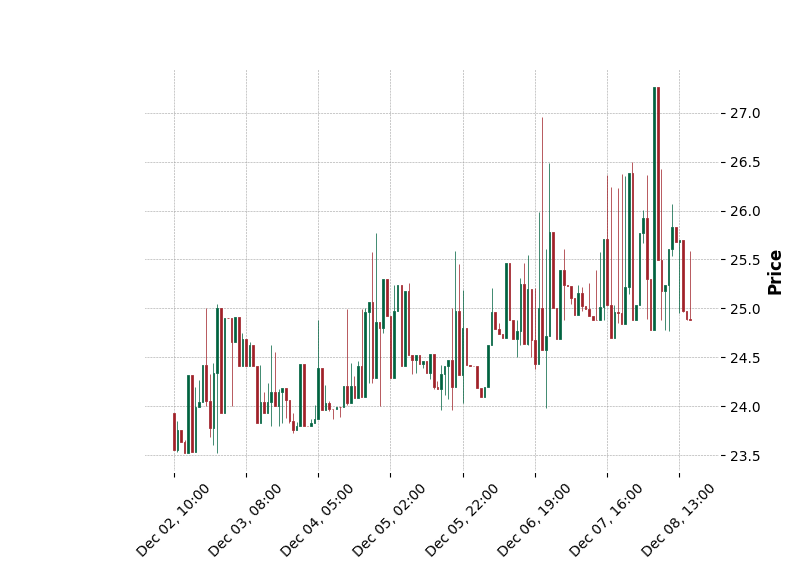 27.0
26.5
26.0
25.5
25.0
24.5
24.0
23.5
Price
Dec 02, 10:00
Dec 03, 08:00
Dec 04, 05:00
Dec 05, 02:00
Dec 05, 22:00
Dec 06, 19:00
Dec 07, 16:00
Dec 08, 13:00